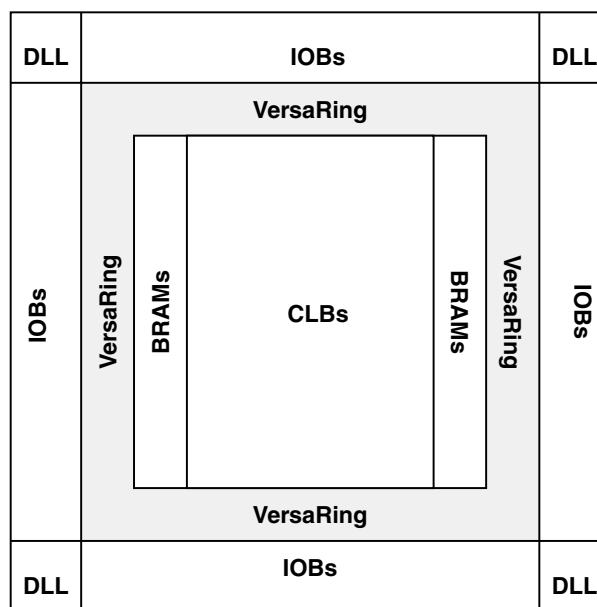 DLL
IOBs
DLL
VersaRing
IOBs
VersaRing
BRAMs
CLBs
BRAMs
VersaRing
IOBs
VersaRing
DLL
IOBs
DLL